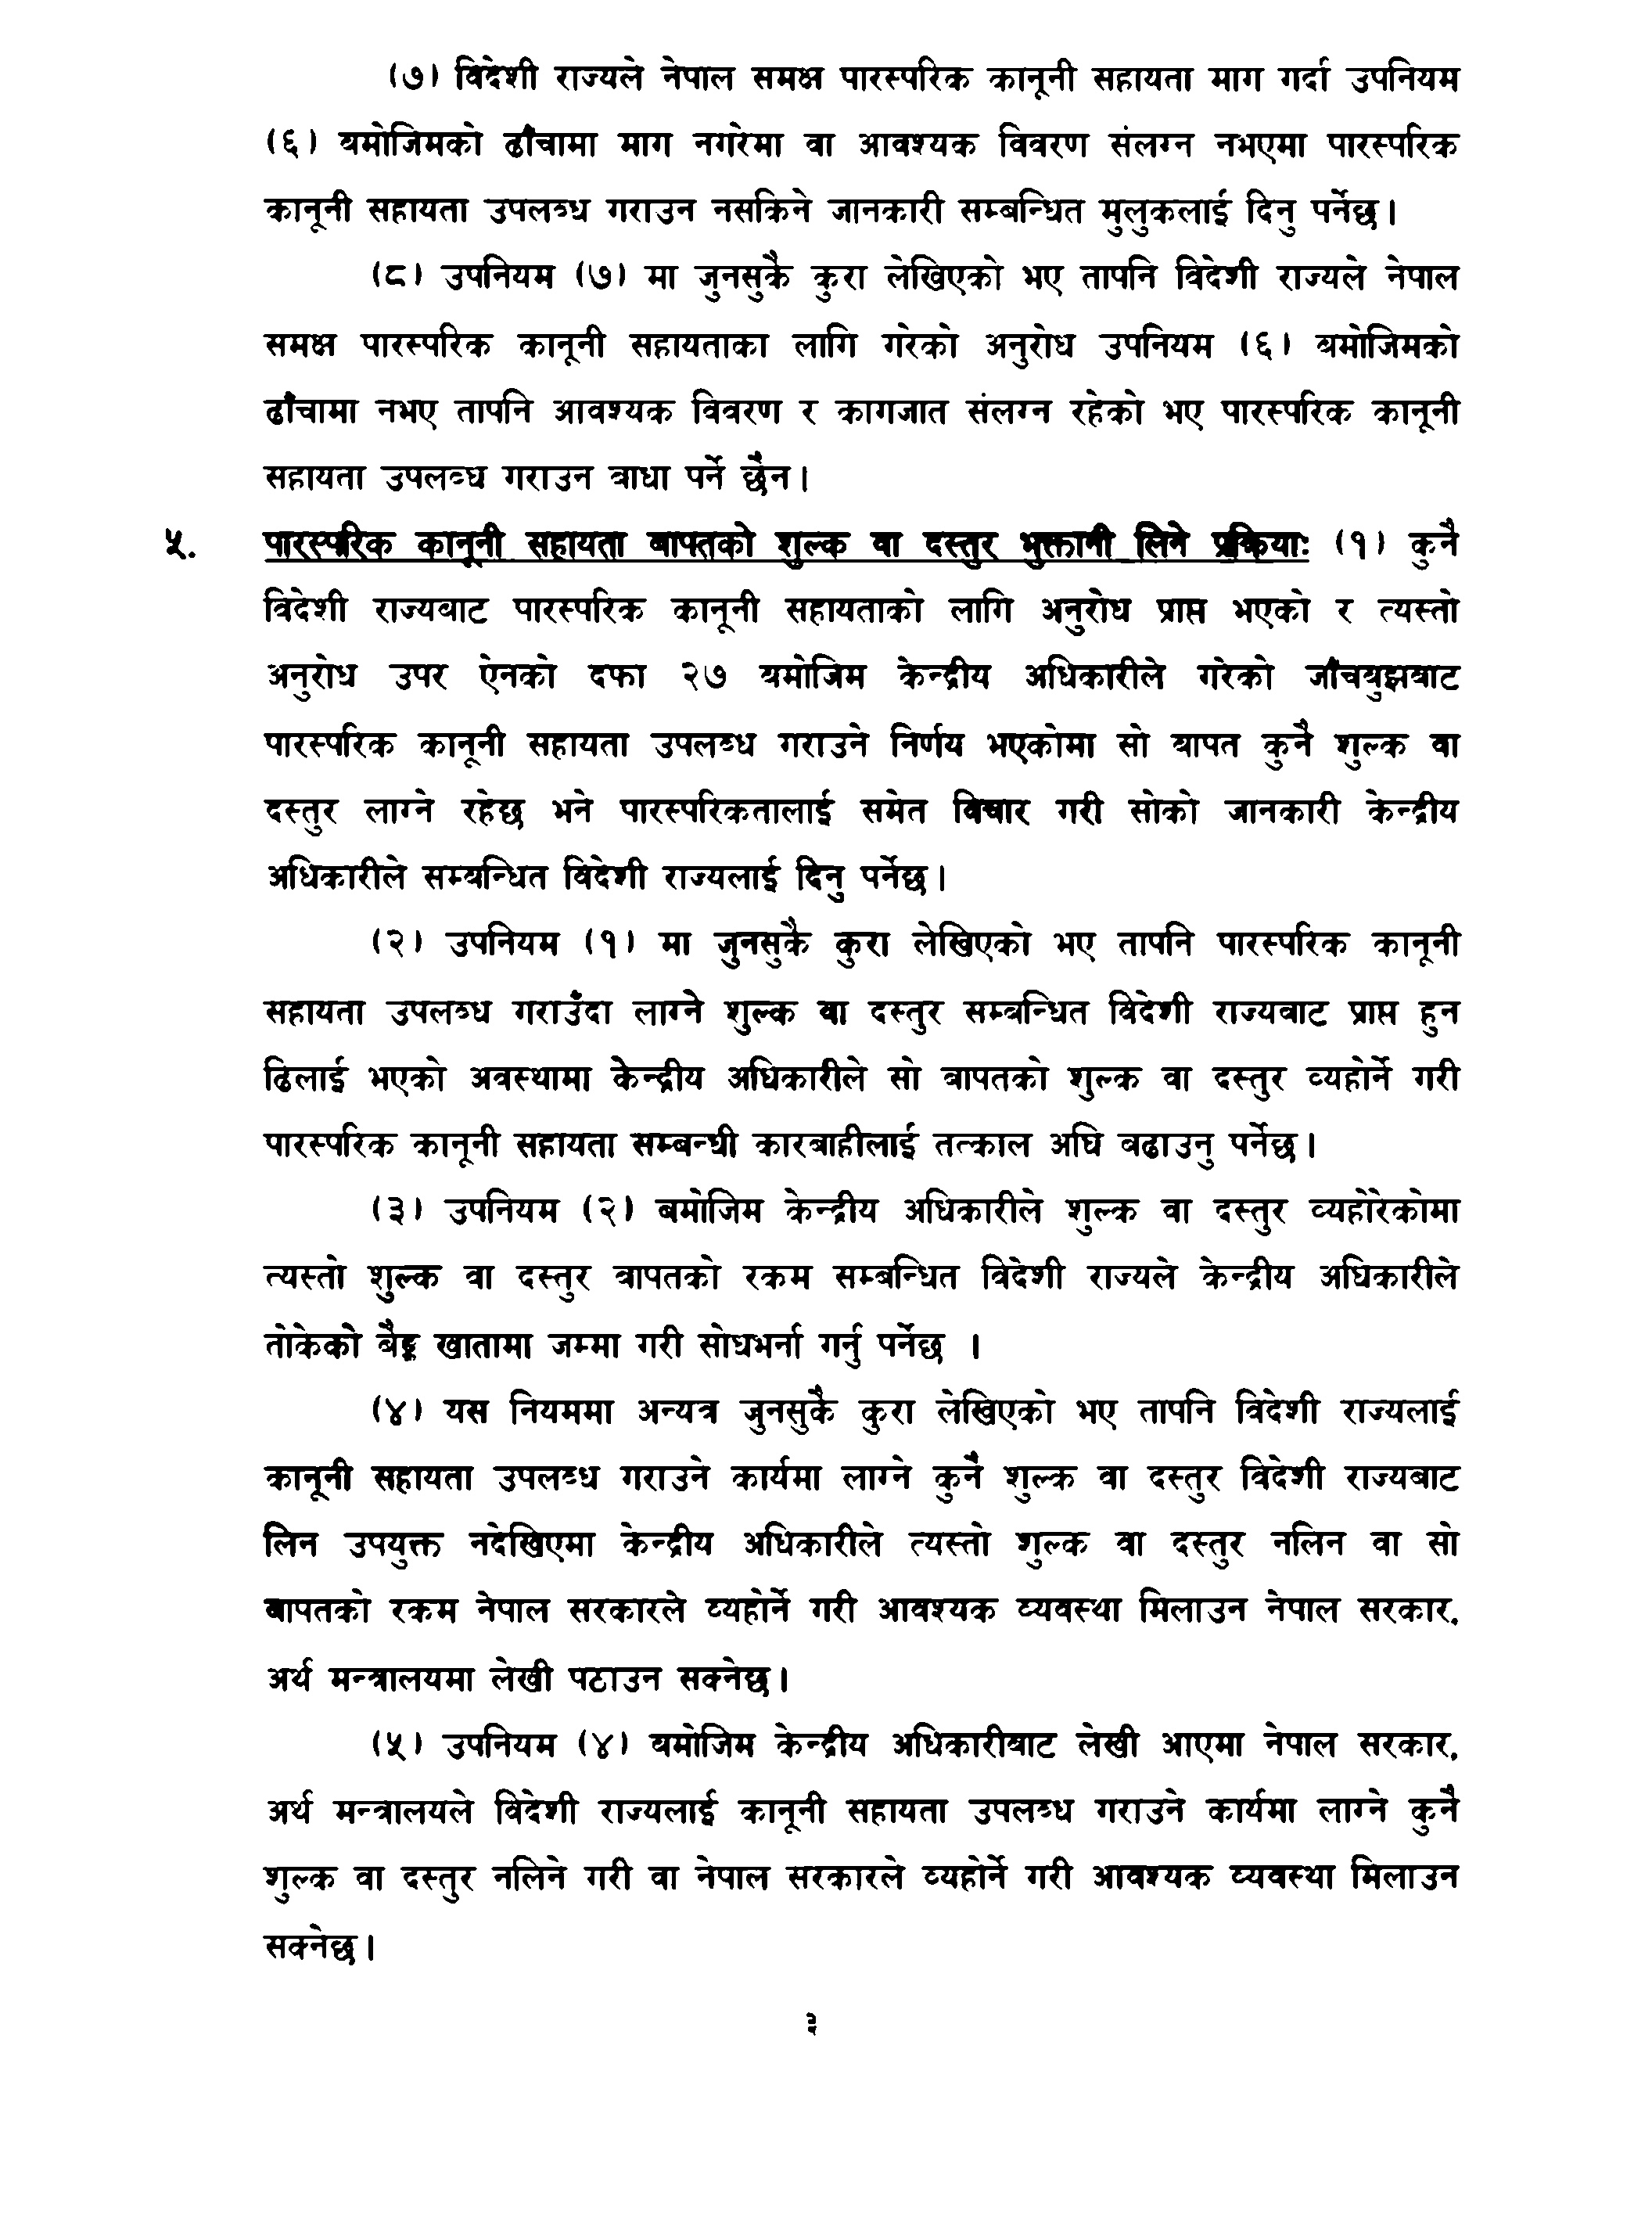 (७) विदेशी राज्यले नेपाल समक्ष पारस्परिक कानूनी सहायता माग गर्दा उपनियम
(६) बमोजिमको ढाँचामा माग नगरेमा वा आवश्यक विवरण संलग्न नभएमा पारस्परिक
कानूनी सहायता उपलब्ध गराउन नसकिने जानकारी सम्बन्धित मुलुकलाई दिनु पर्नेछ।
(८) उपनियम (७) मा जुनसुकै कुरा लेखिएको भए तापनि विदेशी राज्यले नेपाल
समक्ष पारस्परिक कानूनी सहायताका लागि गरेको अनुरोध उपनियम (६) बमोजिमको
ढाँचामा नभए तापनि आवश्यक विवरण र कागजात संलग्न रहेको भए पारस्परिक कानूनी
सहायता उपलब्ध गराउन बाधा पर्ने छैन।
५. पारस्परिक कानूनी सहायता बापतको शुल्क वा दस्तुर भुक्तानी लिने प्रक्रियाः (१) कुनै
विदेशी राज्यबाट पारस्परिक कानूनी सहायताको लागि अनुरोध प्राप्त भएको र त्यस्तो
अनुरोध उपर ऐनको दफा २७ बमोजिम केन्द्रीय अधिकारीले गरेको जाँचबुझबाट
पारस्परिक कानूनी सहायता उपलब्ध गराउने निर्णय भएकोमा सो बापत कुनै शुल्क वा
दस्तुर लाग्ने रहेछ भने पारस्परिकतालाई समेत विचार गरी सोको जानकारी केन्द्रीय
अधिकारीले सम्बन्धित विदेशी राज्यलाई दिनु पर्नेछ।
(२) उपनियम (१) मा जुनसुकै कुरा लेखिएको भए तापनि पारस्परिक कानूनी
सहायता उपलब्ध गराउँदा लाग्ने शुल्क वा दस्तुर सम्बन्धित विदेशी राज्यबाट प्राप्त हुन
ढिलाई भएको अवस्थामा केन्द्रीय अधिकारीले सो बापतको शुल्क वा दस्तुर व्यहोर्ने गरी
पारस्परिक कानूनी सहायता सम्बन्धी कारबाहीलाई तत्काल अघि बढाउनु पर्नेछ।
(३) उपनियम (२) बमोजिम केन्द्रीय अधिकारीले शुल्क वा दस्तुर व्यहोरेकोमा
त्यस्तो शुल्क वा दस्तुर बापतको रकम सम्बन्धित विदेशी राज्यले केन्द्रीय अधिकारीले
तोकेको बैङ्क खातामा जम्मा गरी सोधभर्ना गर्नु पर्नेछ ।
(४) यस नियममा अन्यत्र जुनसुकै कुरा लेखिएको भए तापनि विदेशी राज्यलाई
कानूनी सहायता उपलब्ध गराउने कार्यमा लाग्ने कुनै शुल्क वा दस्तुर विदेशी राज्यबाट
लिन उपयुक्त नदेखिएमा केन्द्रीय अधिकारीले त्यस्तो शुल्क वा दस्तुर नलिन वा सो
बापतको रकम नेपाल सरकारले व्यहोर्ने गरी आवश्यक व्यवस्था मिलाउन नेपाल सरकार,
अर्थ मन्त्रालयमा लेखी पठाउन सक्नेछ।
(५) उपनियम (४) बमोजिम केन्द्रीय अधिकारीबाट लेखी आएमा नेपाल सरकार,
अर्थ मन्त्रालयले विदेशी राज्यलाई कानूनी सहायता उपलब्ध गराउने कार्यमा लाग्ने कुनै
शुल्क वा दस्तुर नलिने गरी वा नेपाल सरकारले व्यहोर्ने गरी आवश्यक व्यवस्था मिलाउन
सक्नेछ।
३